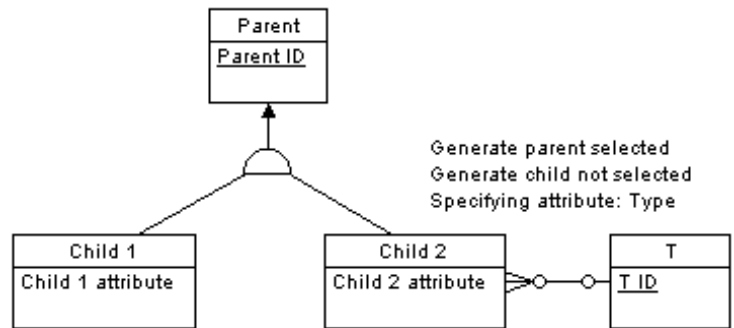 Parent
Parent ID
Generate parent selected
Generate child not selected
Specifying attribute: Type
Child 1
Child 1 attribute
Child 2
Child 2 attribute
T
T ID